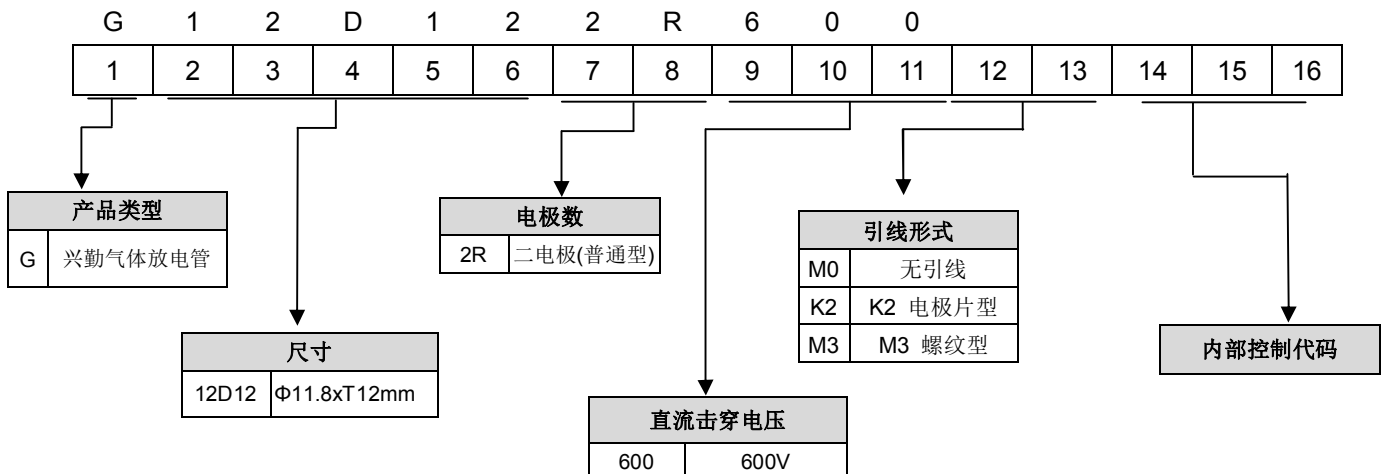 G 1 2 D 1 2 2 R 6 0 0
1 2 3 4 5 6 7 8 9 10 11 12 13 14 15 16
产品类型
G 兴勤气体放电管
电极数
2R 二电极(普通型)
引线形式
M0 无引线
K2 K2 电极片型
M3 M3 螺纹型
尺寸
12D12 Φ11.8xT12mm
内部控制代码
直流击穿电压
600 600V